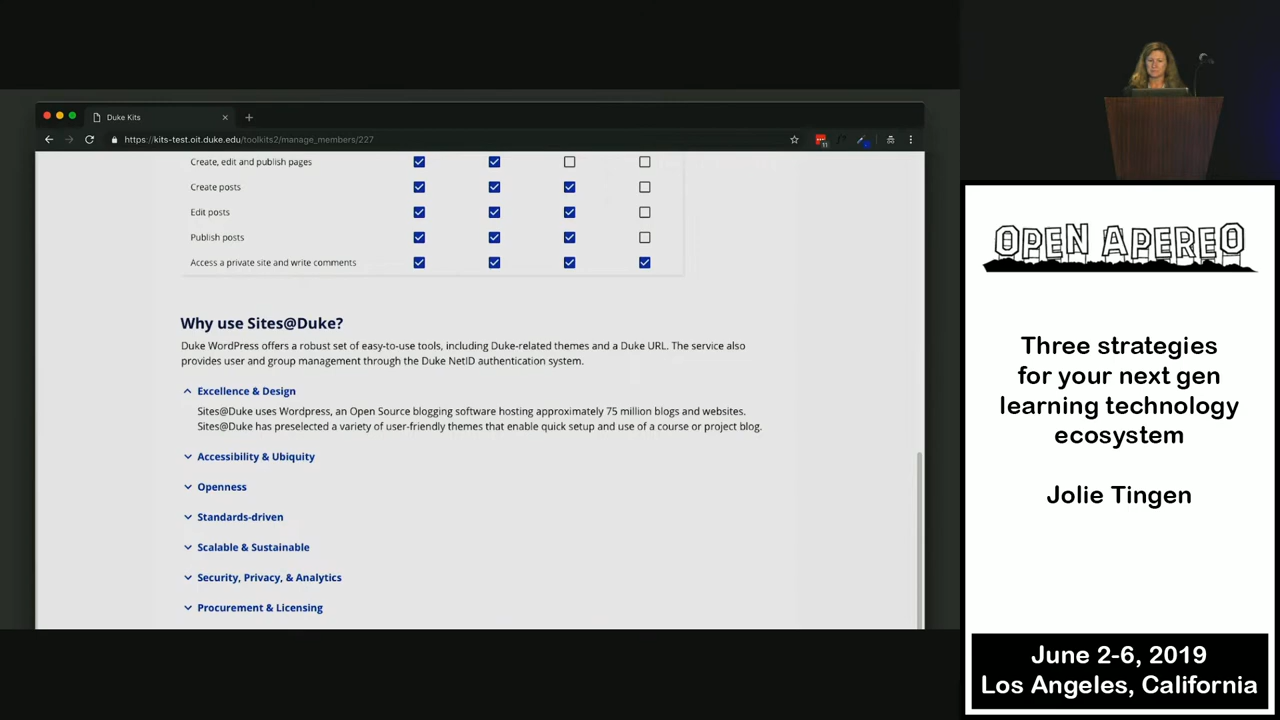 Duke Kits
https://kits-test.oit.duke.edu/toolkits2/manage_members/227
11
Create, edit and publish pages
Create posts
Edit posts
Publish posts
Access a private site and write comments
Why use Sites@Duke?
Duke WordPress offers a robust set of easy-to-use tools, including Duke-related themes and a Duke URL. The service also
provides user and group management through the Duke NetID authentication system.
Excellence & Design
Sites@Duke uses Wordpress, an Open Source blogging software hosting approximately 75 million blogs and websites.
Sites@Duke has preselected a variety of user-friendly themes that enable quick setup and use of a course or project blog.
Accessibility & Ubiquity
Openness
Standards-driven
Scalable & Sustainable
Security, Privacy, & Analytics
Procurement & Licensing
OPEN APEREO
Three strategies
for your next gen
learning technology
ecosystem
Jolie Tingen
June 2-6, 2019
Los Angeles, California